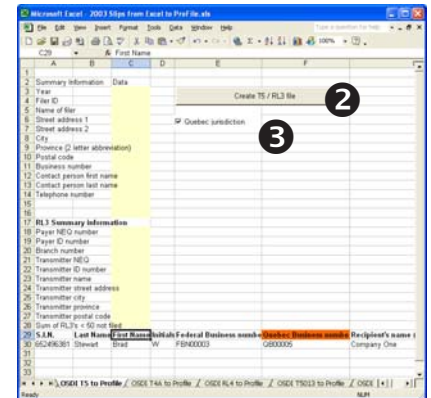 Microsoft Excel - 2003 Slips from Excel to ProFile.xls
File Edit View Insert Format Tools Data Window Help
Type a question for help
100%
C29 fx First Name
A B C D E F
1
2 Summary Information Data
3 Year
Create T5 / RL3 file
2
4 Filer ID
5 Name of filer
6 Street address 1
Quebec jurisdiction
3
7 Street address 2
8 City
9 Province (2 letter abbreviation)
10 Postal code
11 Business number
12 Contact person first name
13 Contact person last name
14 Telephone number
15
16
17 RL3 Summary information
18 Payer NEQ number
19 Payer ID number
20 Branch number
21 Transmitter NEQ
22 Transmitter ID number
23 Transmitter name
24 Transmitter street address
25 Transmitter city
26 Transmitter province
27 Transmitter postal code
28 Sum of RL3's < 50 not filed
29 S.I.N. Last Name First Name Initials Federal Business numbe Quebec Business numbe Recipient's name (
30 652496381 Stewart Brad W FBN00003 QB00005 Company One
31
32
33
OSDI T5 to Profile / OSDI T4A to Profile / OSDI RL4 to Profile / OSDI T5013 to Profile / OSDI
Ready NUM